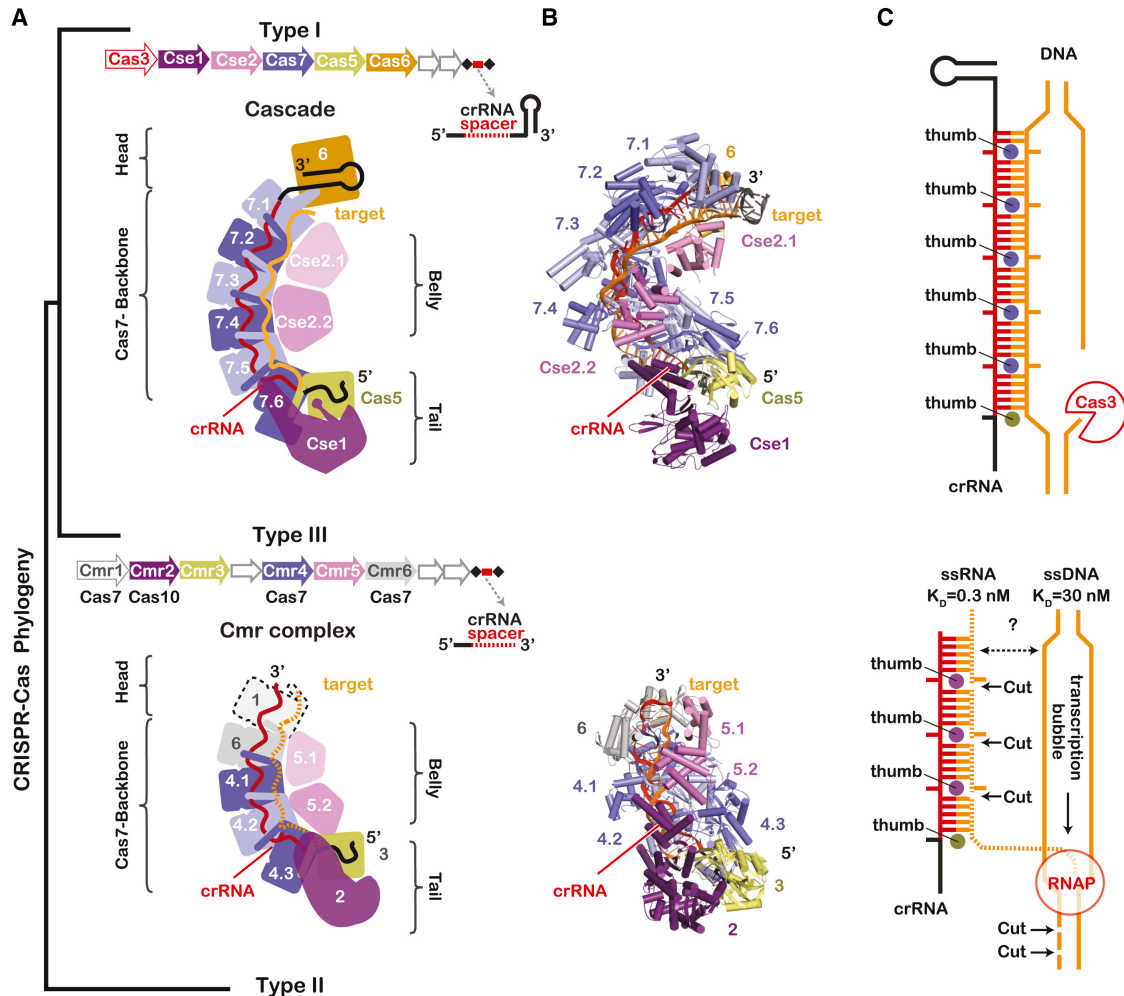 A
B
C
Type I
Cas3 Cse1 Cse2 Cas7 Cas5 Cas6
crRNA
spacer
5’ 3’
Cascade
Head
Cas7- Backbone
Belly
Tail
6
3’
7.1
target
7.2
Cse2.1
7.3
Cse2.2
7.4
7.5
5’
7.6
Cas5
crRNA
Cse1
7.1
6
7.2
3’
target
7.3
Cse2.1
7.5
7.4
7.6
Cse2.2
5’
Cas5
crRNA
Cse1
DNA
thumb
thumb
thumb
thumb
thumb
thumb
Cas3
crRNA
CRISPR-Cas Phylogeny
Type III
Cmr1 Cmr2 Cmr3 Cmr4 Cmr5 Cmr6
Cas7 Cas10 Cas7 Cas7
crRNA
spacer
5’ 3’
Cmr complex
Head
Cas7-Backbone
Belly
Tail
3’
target
1
6
5.1
4.1
5.2
4.2
5’
3
4.3
crRNA
2
3’
6
5.1
5.2
4.1
4.3
4.2
5’
crRNA
3
2
ssRNA ssDNA
KD=0.3 nM KD=30 nM
?
thumb
Cut
transcription
bubble
thumb
Cut
thumb
Cut
thumb
RNAP
crRNA
Cut
Cut
Type II